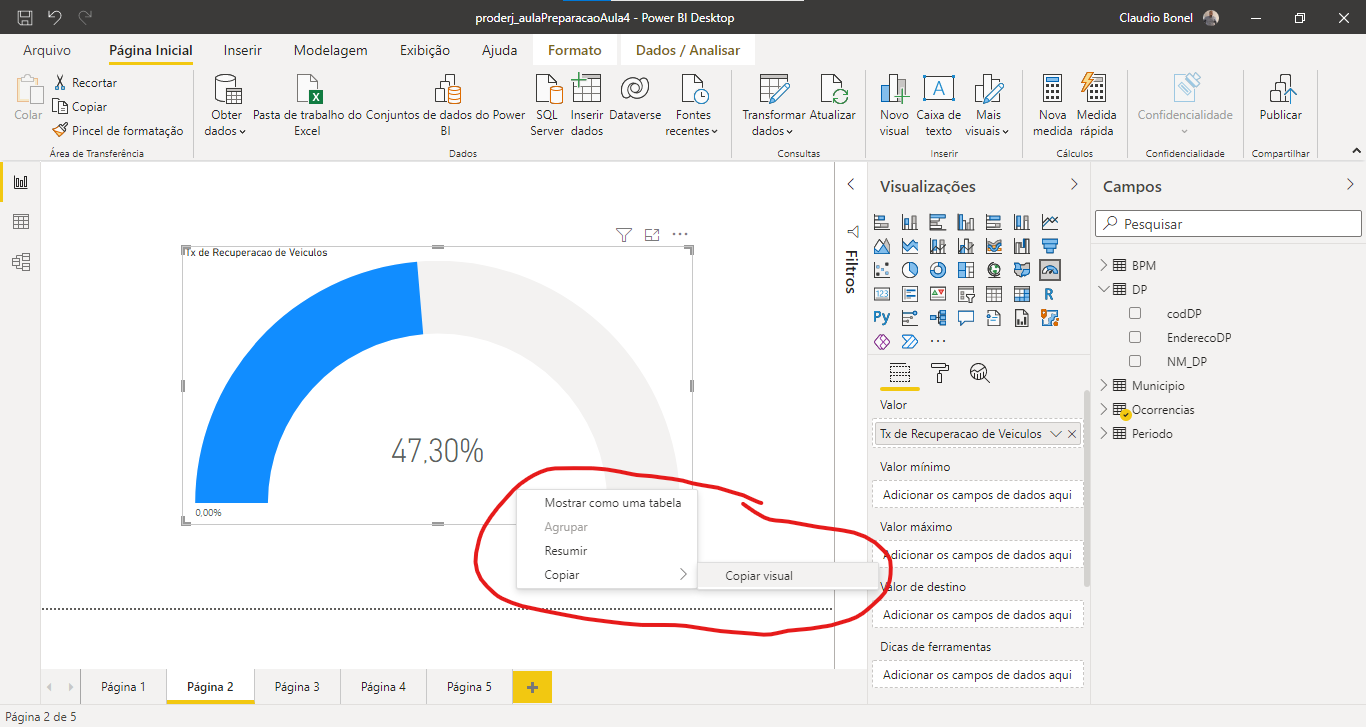 proderj_aulaPreparacaoAula4 - Power BI Desktop
Claudio Bonel
Arquivo
Página Inicial
Inserir
Modelagem
Exibição
Ajuda
Formato
Dados / Analisar
Colar
Recortar
Copiar
Pincel de formatação
Área de Transferência
Obter
dados
Pasta de trabalho do
Excel
Conjuntos de dados do Power
BI
SQL
Server
Inserir
dados
Dataverse
Fontes
recentes
Dados
Transformar
dados
Atualizar
Consultas
Novo
visual
Caixa de
texto
Mais
visuais
Inserir
Nova
medida
Medida
rápida
Cálculos
Confidencialidade
Confidencialidade
Publicar
Compartilhar
Tx de Recuperacao de Veiculos
47,30%
0,00%
Mostrar como uma tabela
Agrupar
Resumir
Copiar
Copiar visual
Filtros
Visualizações
R
Py
123
Valor
Tx de Recuperacao de Veiculos
Valor mínimo
Adicionar os campos de dados aqui
Valor máximo
Adicionar os campos de dados aqui
Valor de destino
Adicionar os campos de dados aqui
Dicas de ferramentas
Adicionar os campos de dados aqui
Campos
Pesquisar
BPM
DP
codDP
EnderecoDP
NM_DP
Municipio
Ocorrencias
Periodo
Página 1
Página 2
Página 3
Página 4
Página 5
Página 2 de 5